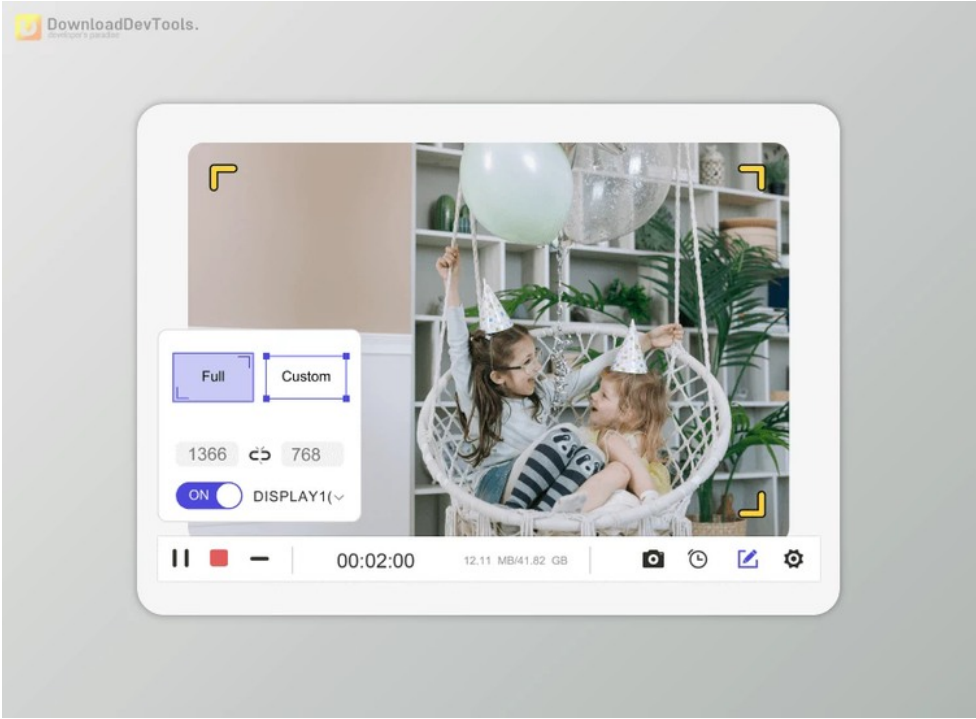 DownloadDevTools.
developer's paradise
Full
Custom
1366
768
ON
DISPLAY1(
00:02:00
12.11 MB/41.82 GB